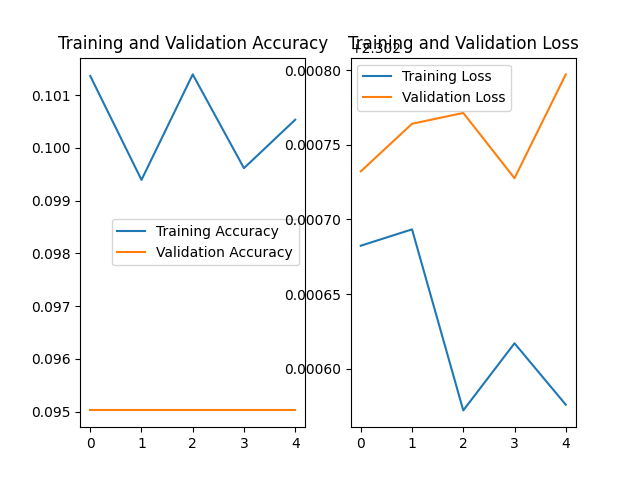 Training and Validation Accuracy
0.101
0.100
0.099
0.098
0.097
0.096
0.095
0 1 2 3 4
Training Accuracy
Validation Accuracy
Training and Validation Loss
+2.302
0.00080
0.00075
0.00070
0.00065
0.00060
0 1 2 3 4
Training Loss
Validation Loss